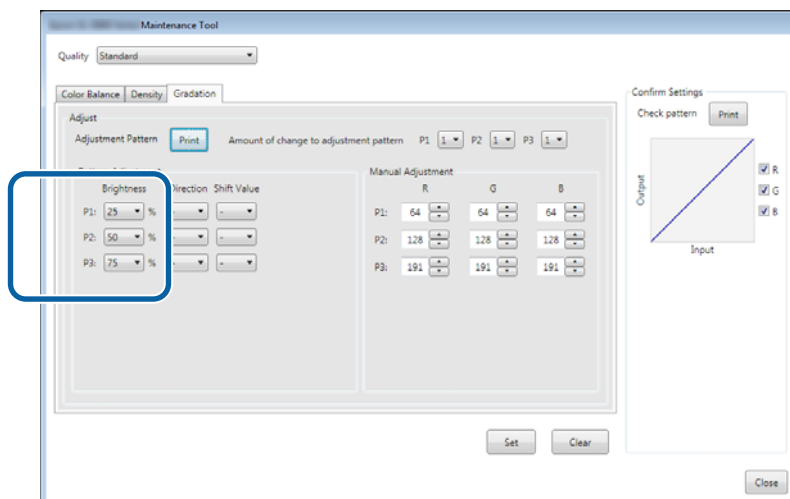 Maintenance Tool
Quality Standard
Color Balance Density Gradation
Adjust
Adjustment Pattern Print Amount of change to adjustment pattern P1 1 P2 1 P3 1
Brightness Direction Shift Value
P1: 25 % - -
P2: 50 % - -
P3: 75 % - -
Manual Adjustment
R G B
P1: 64 64 64
P2: 128 128 128
P3: 191 191 191
Set Clear
Confirm Settings
Check pattern Print
Output
Input
R
G
B
Close